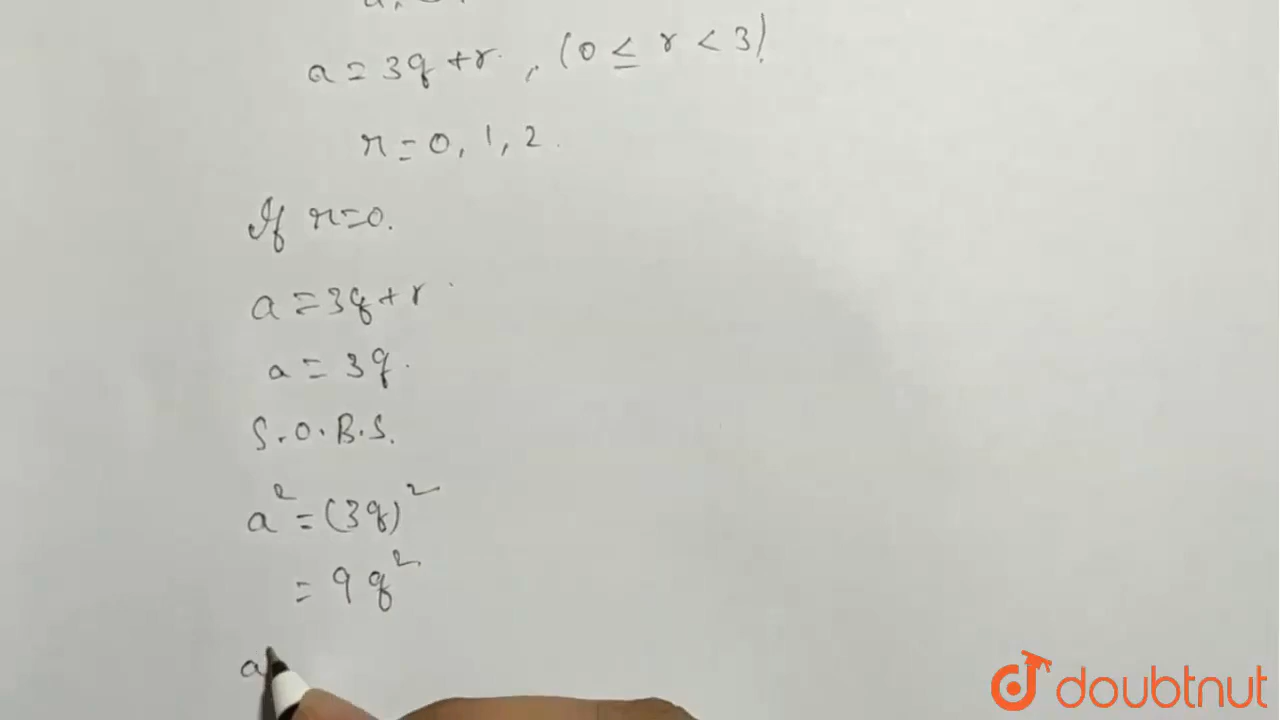 a = 3q + r. , (0 ≤ r < 3)
r = 0, 1, 2.
If r = 0.
a = 3q + r.
a = 3q.
S.O.B.S.
a² = (3q)²
= 9q²
a
doubtnut